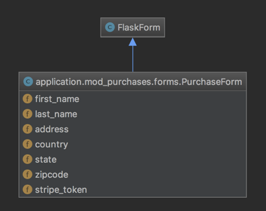 C FlaskForm
C application.mod_purchases.forms.PurchaseForm
f first_name
f last_name
f address
f country
f state
f zipcode
f stripe_token